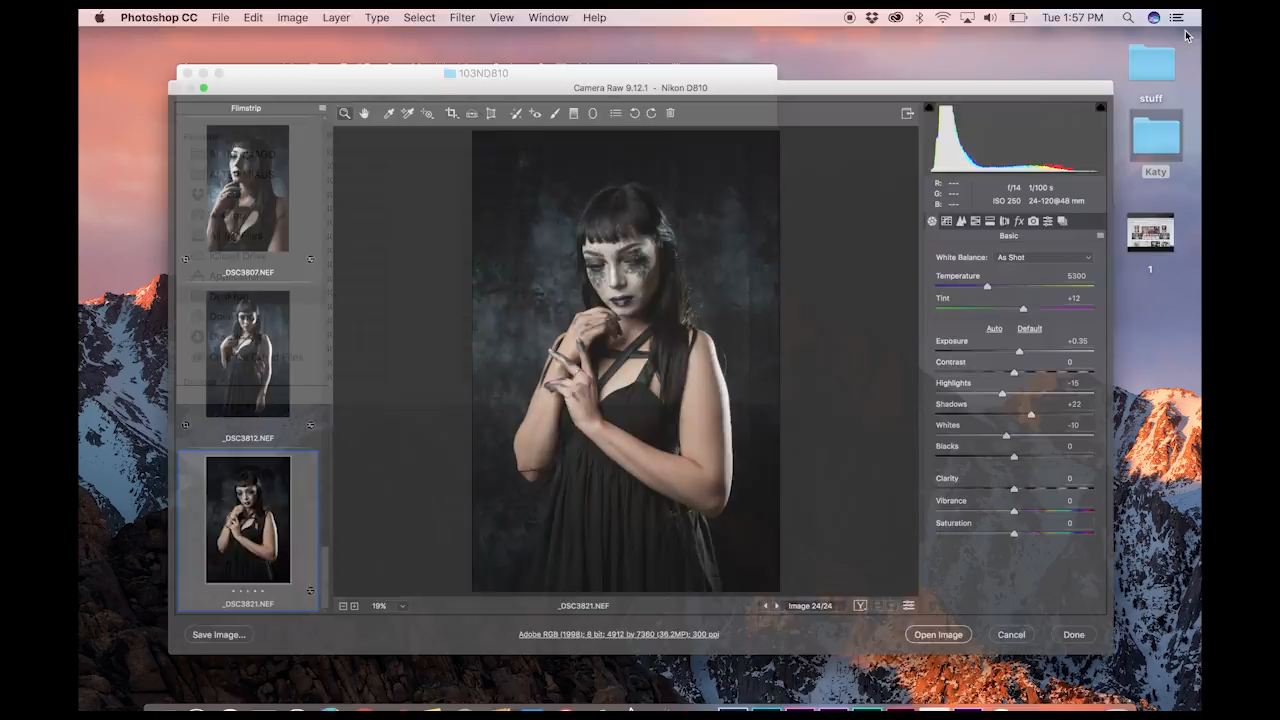 Photoshop CC File Edit Image Layer Type Select Filter View Window Help Tue 1:57 PM
103ND810
Camera Raw 9.12.1 - Nikon D810
Filmstrip
_DSC3807.NEF
_DSC3812.NEF
_DSC3821.NEF
R: ---
G: ---
B: ---
f/14 1/100 s
ISO 250 24-120@48 mm
fx
Basic
White Balance: As Shot
Temperature 5300
Tint +12
Auto Default
Exposure +0.35
Contrast 0
Highlights -15
Shadows +22
Whites -10
Blacks 0
Clarity 0
Vibrance 0
Saturation 0
19%
_DSC3821.NEF
Image 24/24
Y
Save Image...
Adobe RGB (1998); 8 bit; 4912 by 7360 (36.2MP); 300 ppi
Open Image
Cancel
Done
stuff
Katy
1